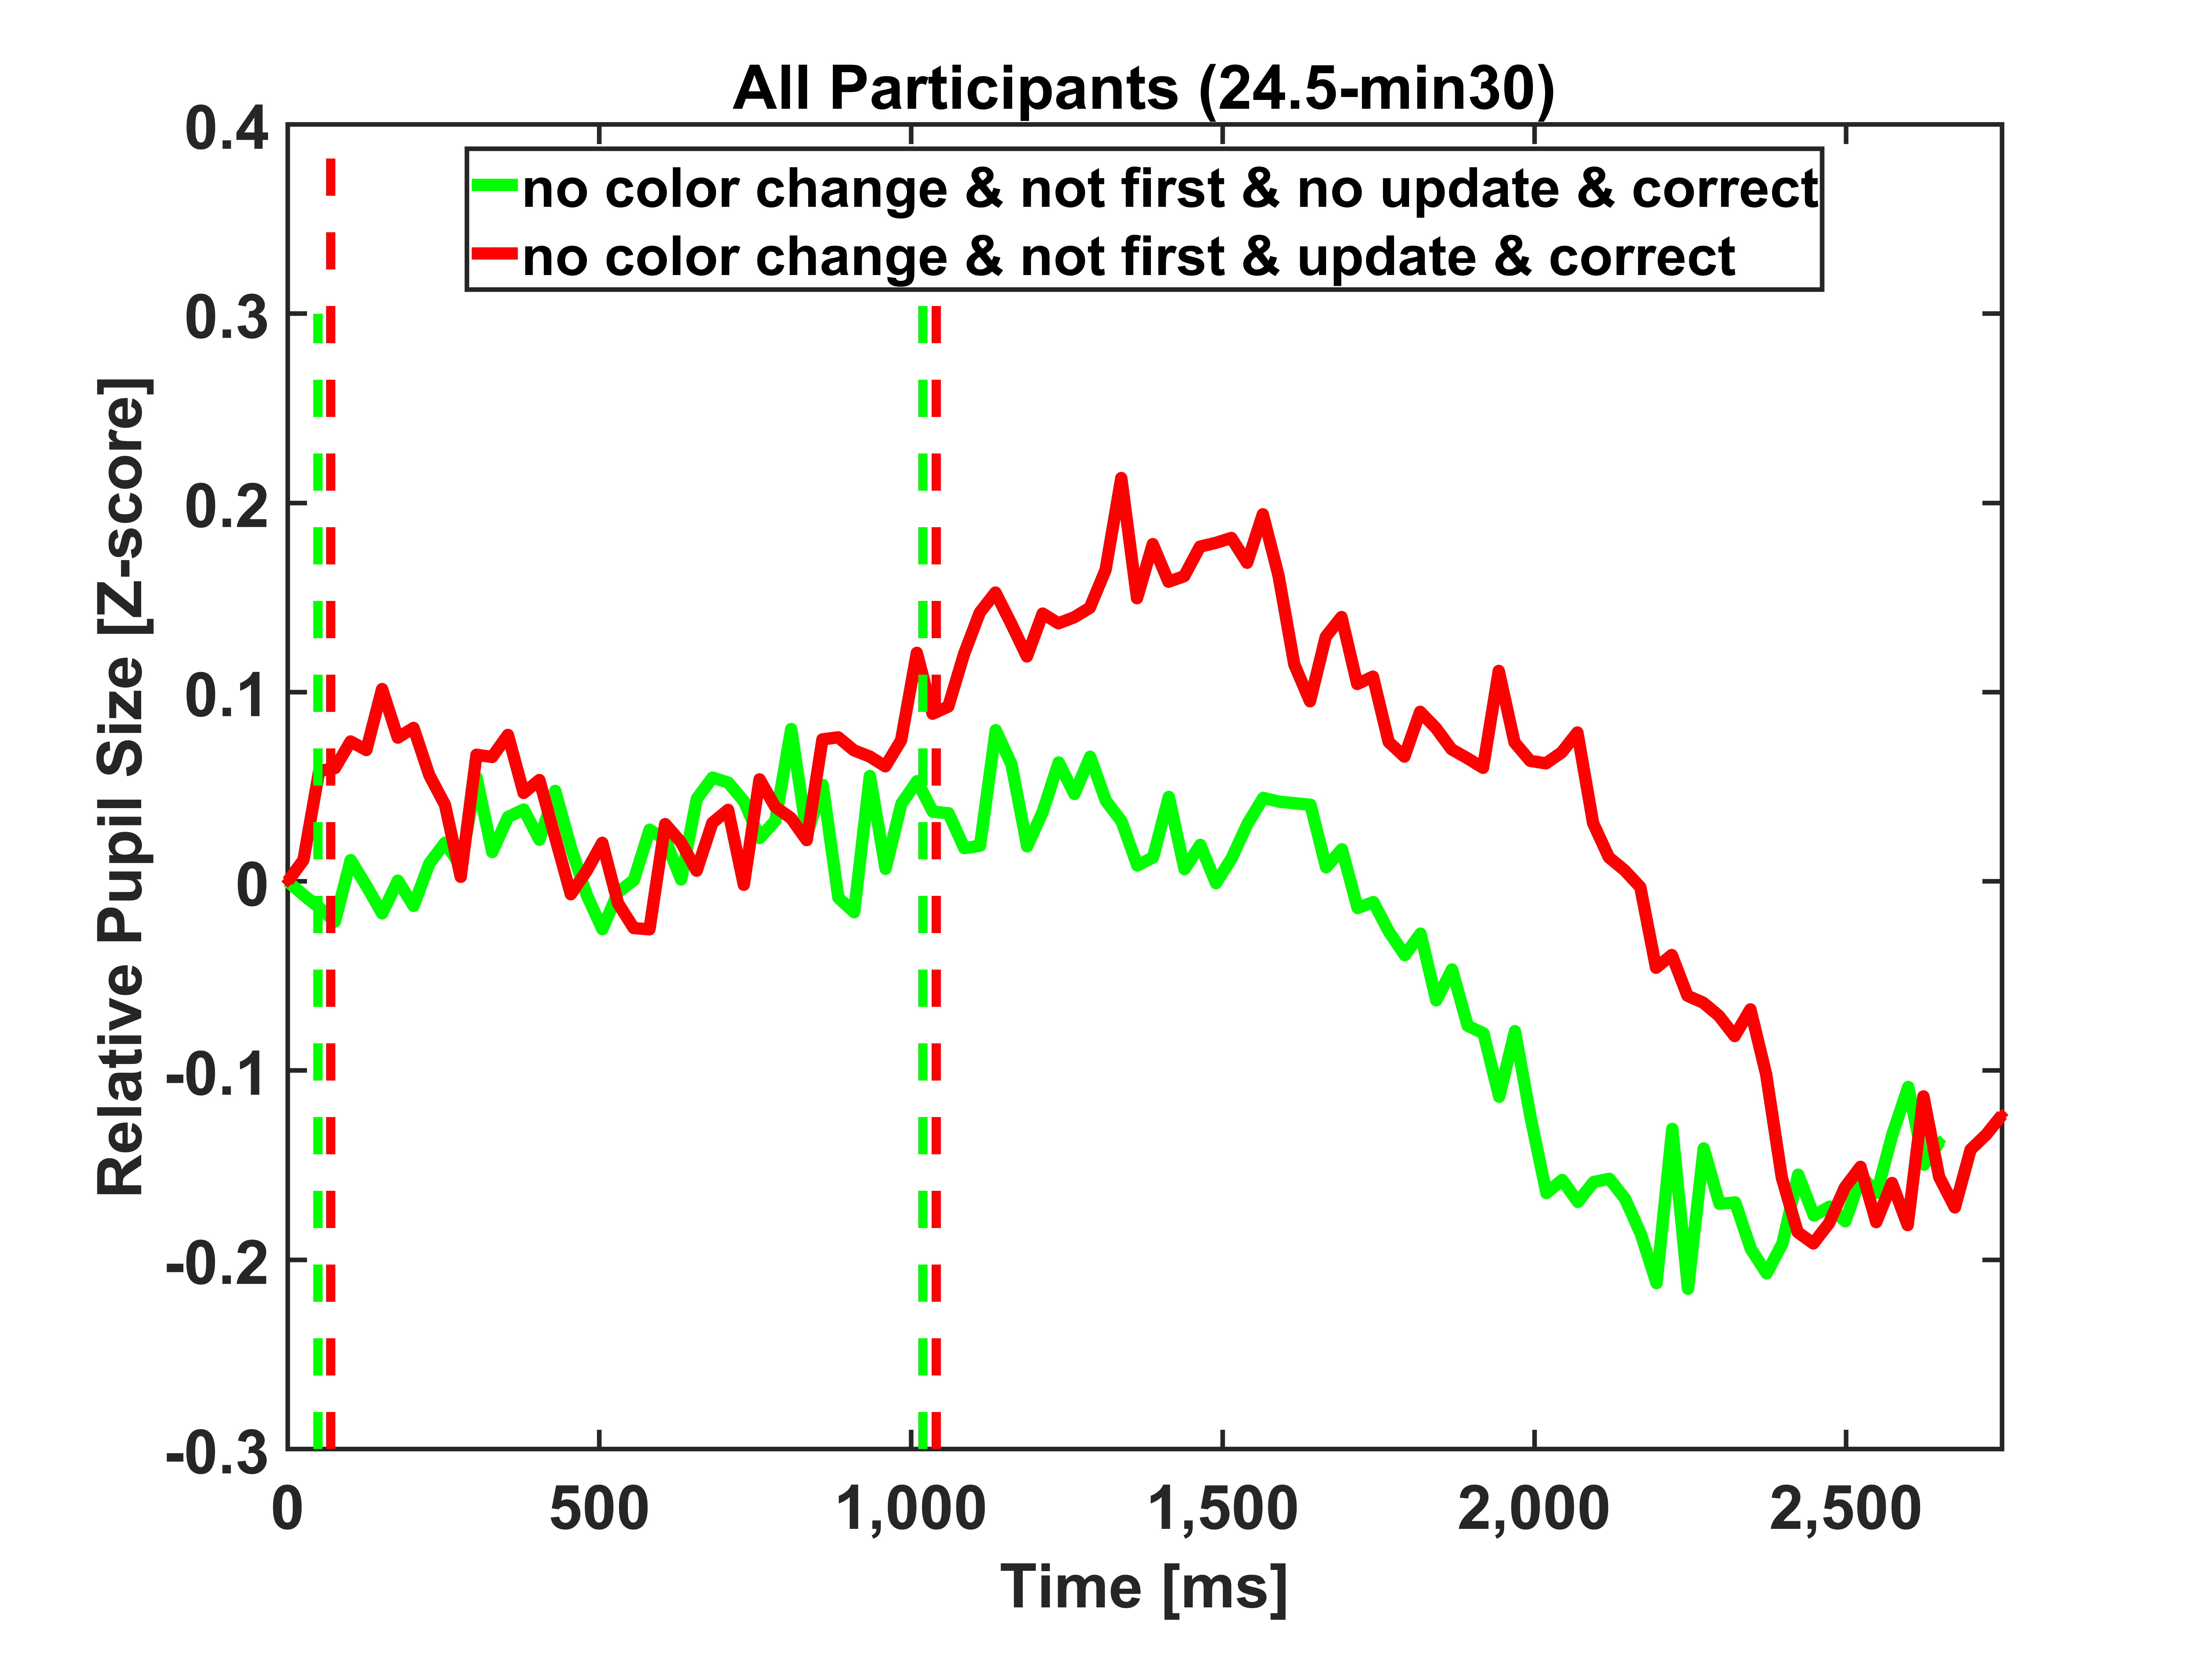 All Participants (24.5-min30)
0.4
no color change & not first & no update & correct
no color change & not first & update & correct
0.3
0.2
0.1
0
-0.1
-0.2
-0.3
Relative Pupil Size [Z-score]
0 500 1,000 1,500 2,000 2,500
Time [ms]